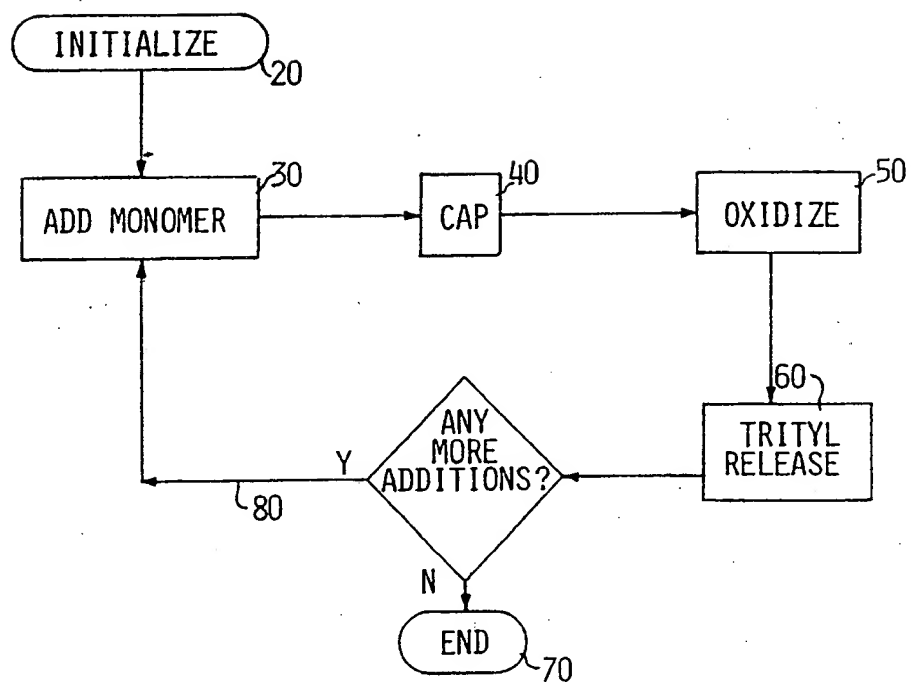 INITIALIZE
20
30
ADD MONOMER
40
CAP
50
OXIDIZE
60
TRITYL
RELEASE
ANY
MORE
ADDITIONS?
Y
80
N
END
70